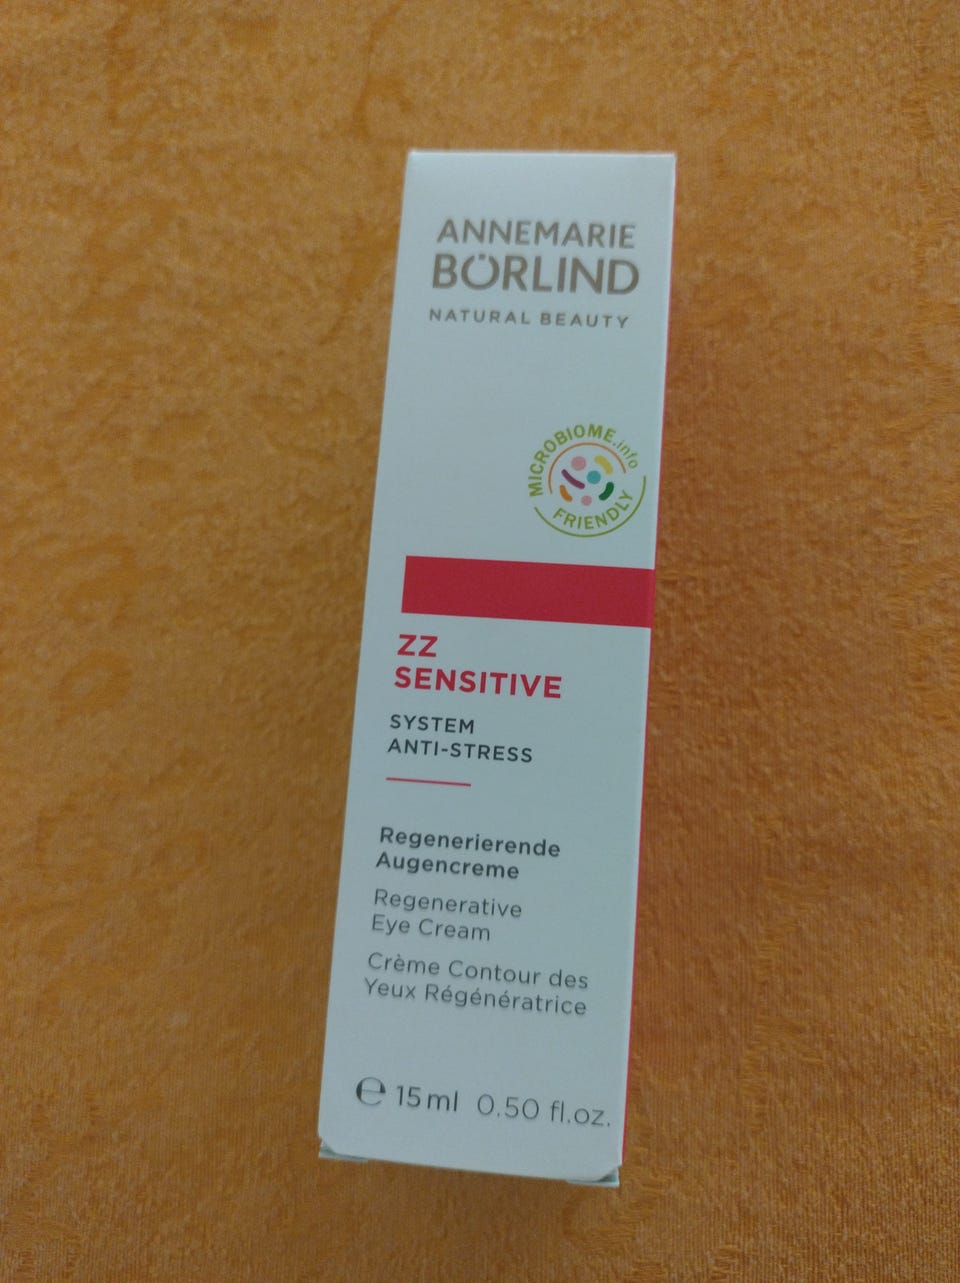 ANNEMARIE
BÖRLIND
NATURAL BEAUTY
MICROBIOME.info
FRIENDLY
ZZ
SENSITIVE
SYSTEM
ANTI-STRESS
Regenerierende
Augencreme
Regenerative
Eye Cream
Crème Contour des
Yeux Régénératrice
℮ 15 ml 0.50 fl.oz.